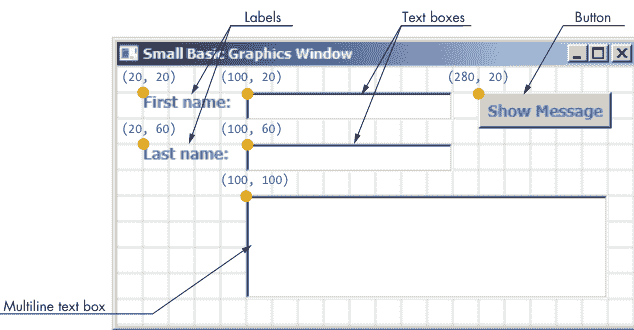 Labels
Text boxes
Button
Small Basic Graphics Window
(20, 20)
(100, 20)
(280, 20)
First name:
Show Message
(20, 60)
(100, 60)
Last name:
(100, 100)
Multiline text box